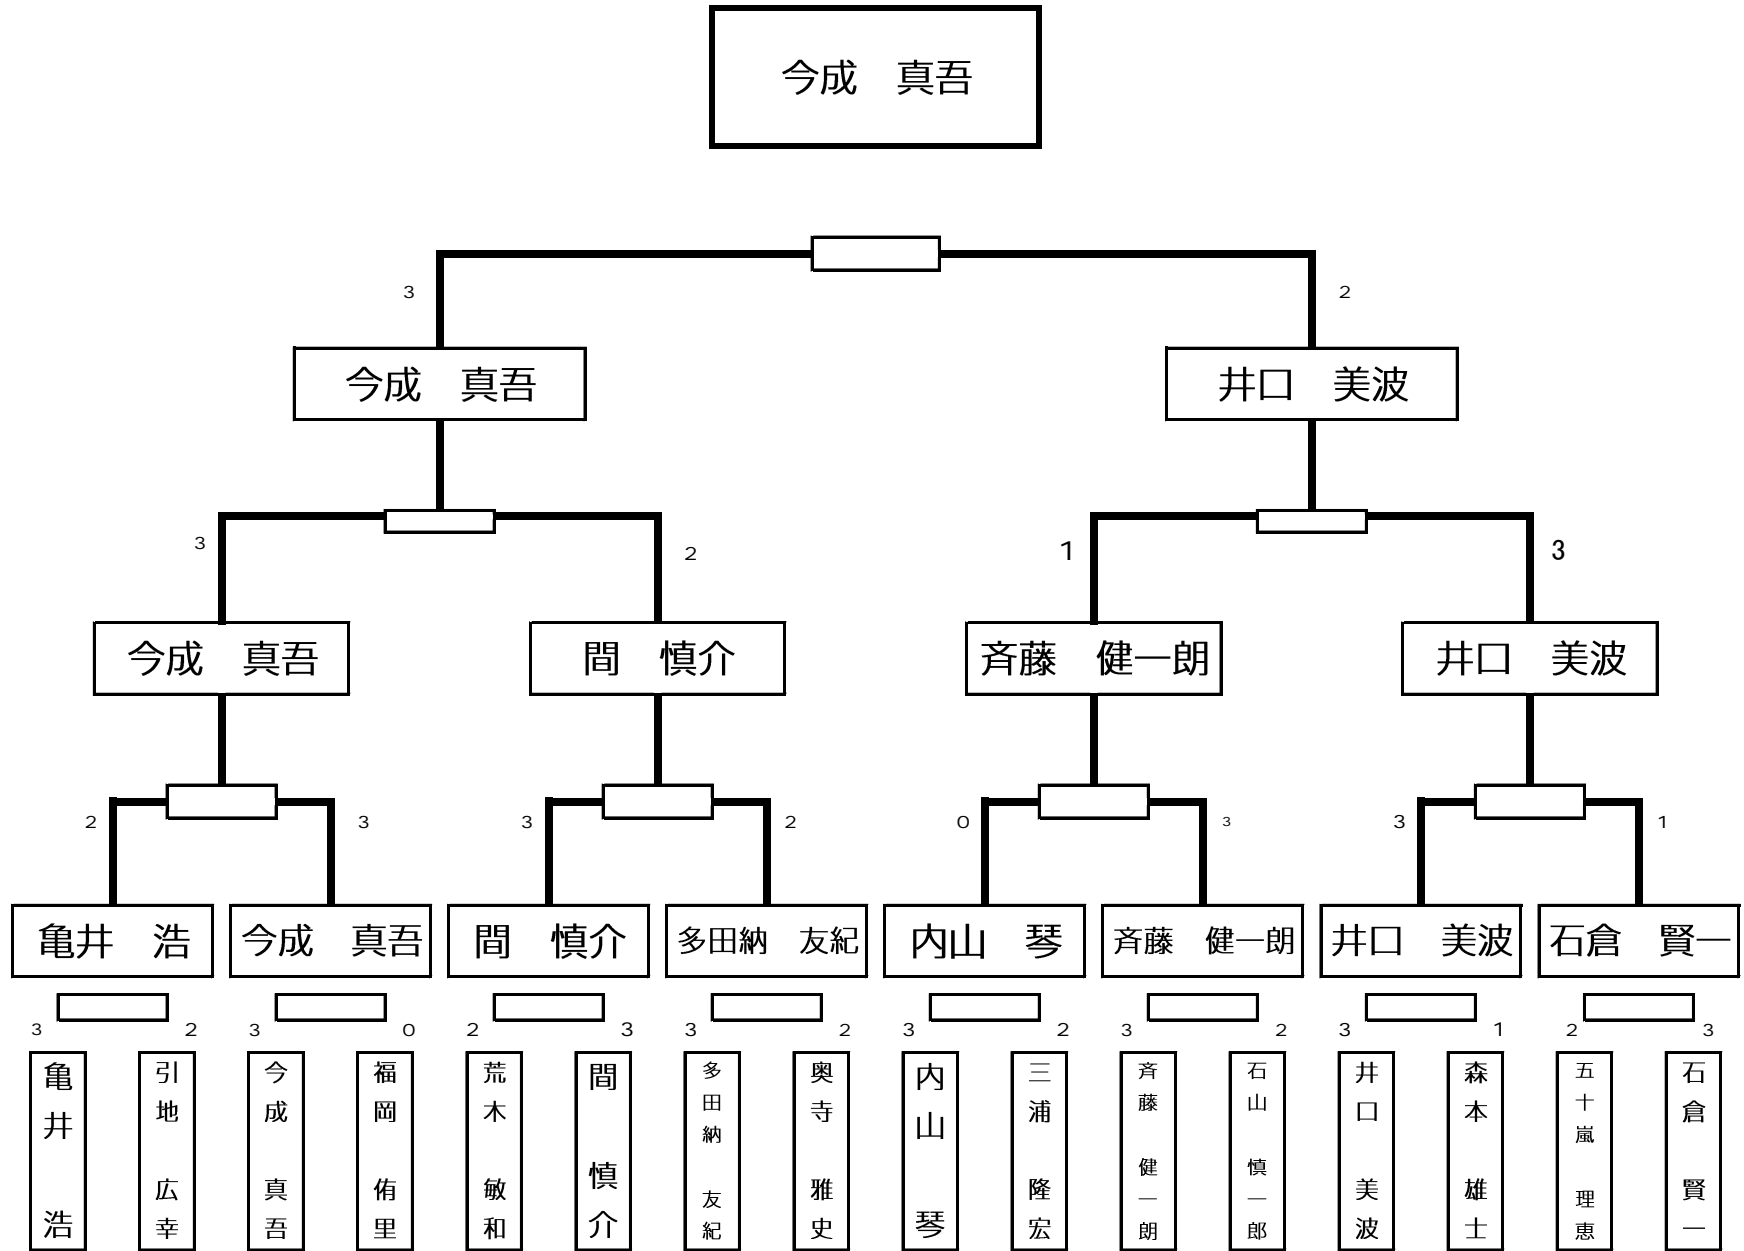 今成　真吾
3 2
今成　真吾 井口　美波
3 2 1 3
今成　真吾 間　慎介 斉藤　健一朗 井口　美波
2 3 3 2 0 3 3 1
亀井　浩 今成　真吾 間　慎介 多田納　友紀 内山　琴 斉藤　健一朗 井口　美波 石倉　賢一
3 2 3 0 2 3 3 2 3 2 3 2 3 1 2 3
亀井　浩
引地　広幸
今成　真吾
福岡　侑里
荒木　敏和
間　慎介
多田納　友紀
奥寺　雅史
内山　琴
三浦　隆宏
斉藤　健一朗
石山　慎一郎
井口　美波
森本　雄士
五十嵐　理恵
石倉　賢一